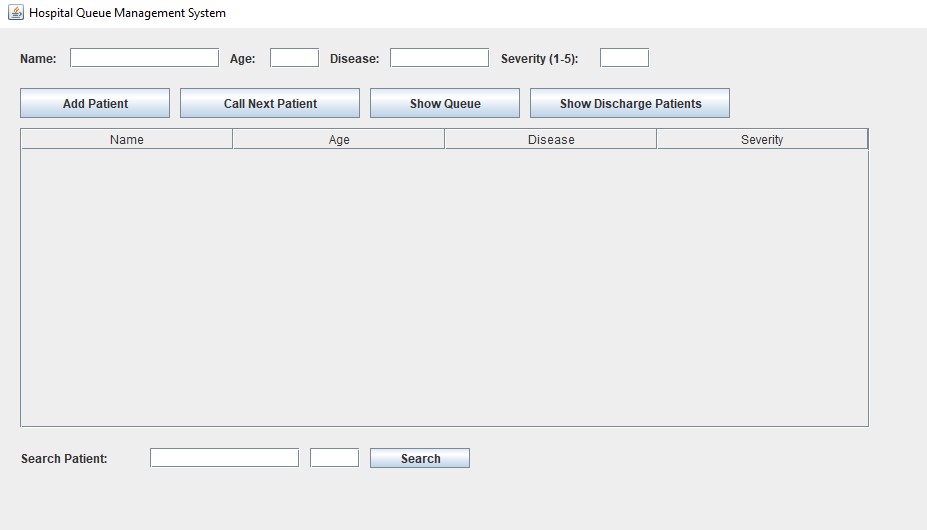 Hospital Queue Management System
Name: Age: Disease: Severity (1-5):
Add Patient Call Next Patient Show Queue Show Discharge Patients
Name Age Disease Severity
Search Patient: Search